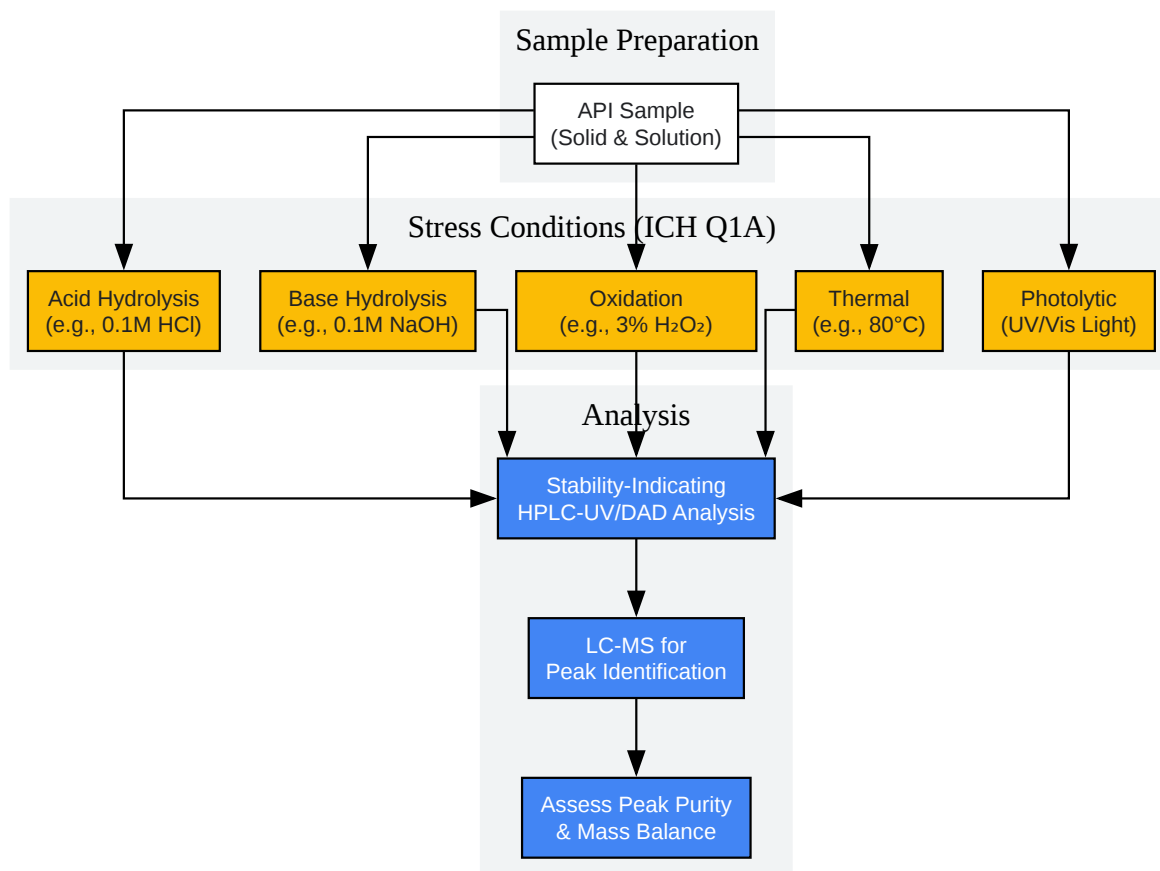 Sample Preparation
API Sample
(Solid & Solution)
Stress Conditions (ICH Q1A)
Acid Hydrolysis
(e.g., 0.1M HCl)
Base Hydrolysis
(e.g., 0.1M NaOH)
Oxidation
(e.g., 3% H₂O₂)
Thermal
(e.g., 80°C)
Photolytic
(UV/Vis Light)
Analysis
Stability-Indicating
HPLC-UV/DAD Analysis
LC-MS for
Peak Identification
Assess Peak Purity
& Mass Balance